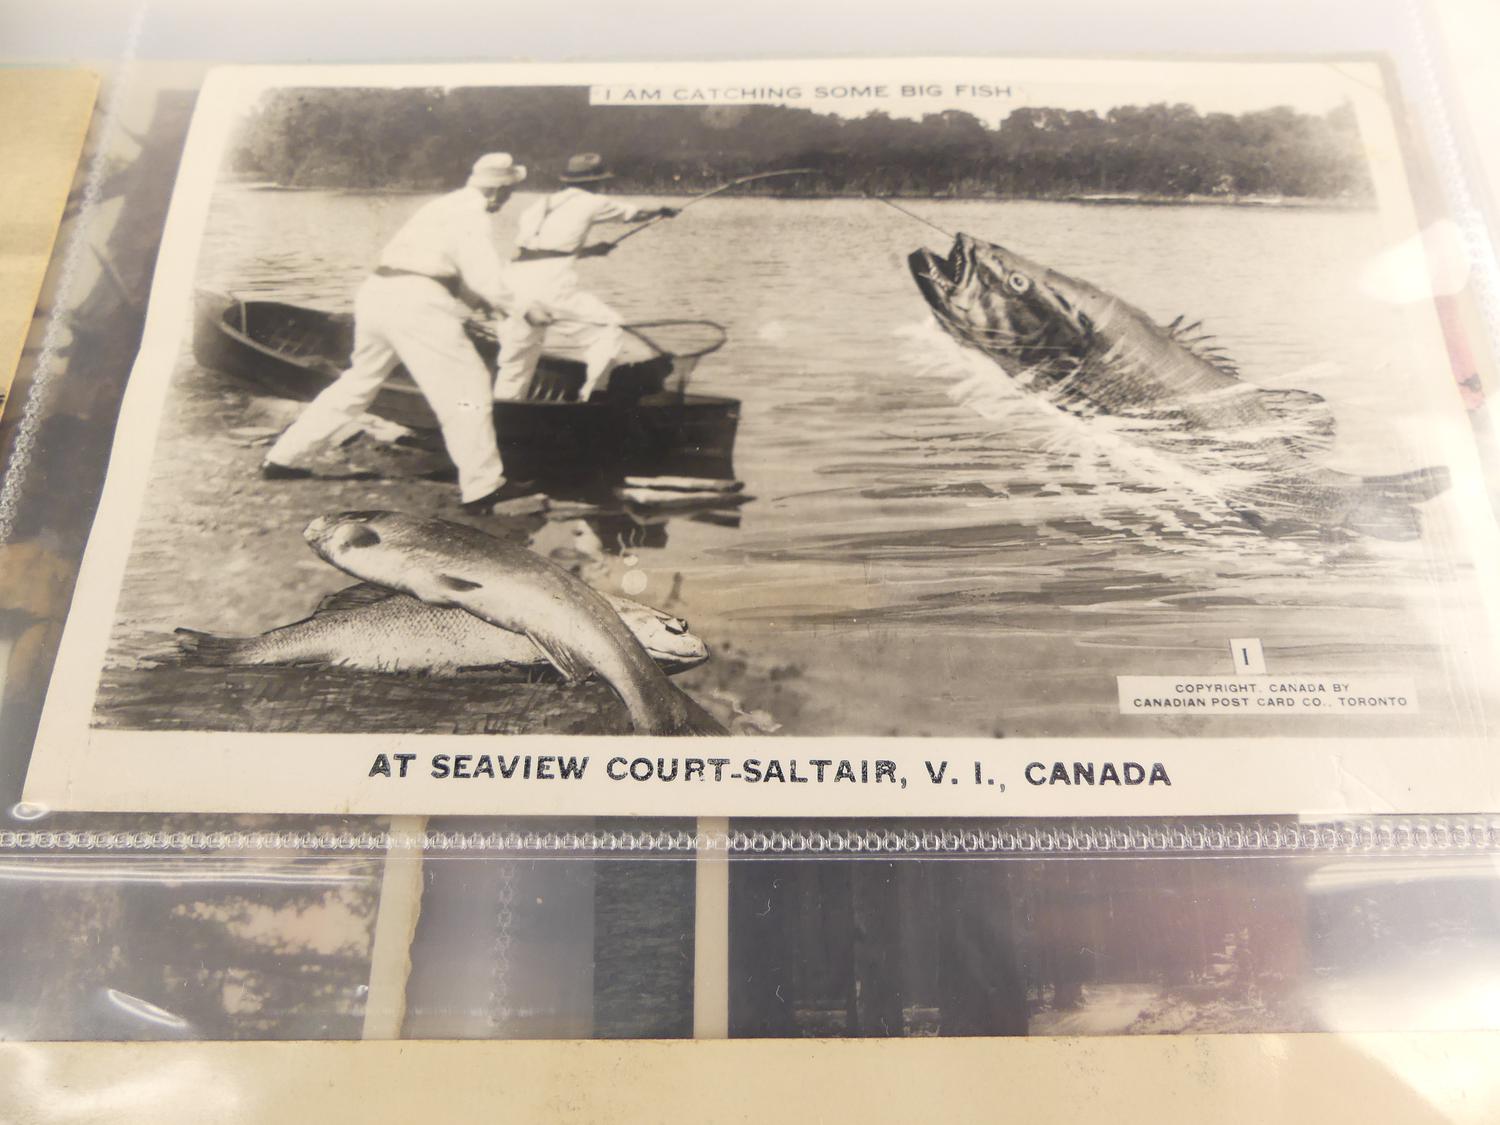 "I AM CATCHING SOME BIG FISH
I
COPYRIGHT. CANADA BY
CANADIAN POST CARD CO., TORONTO
AT SEAVIEW COURT-SALTAIR, V. I., CANADA